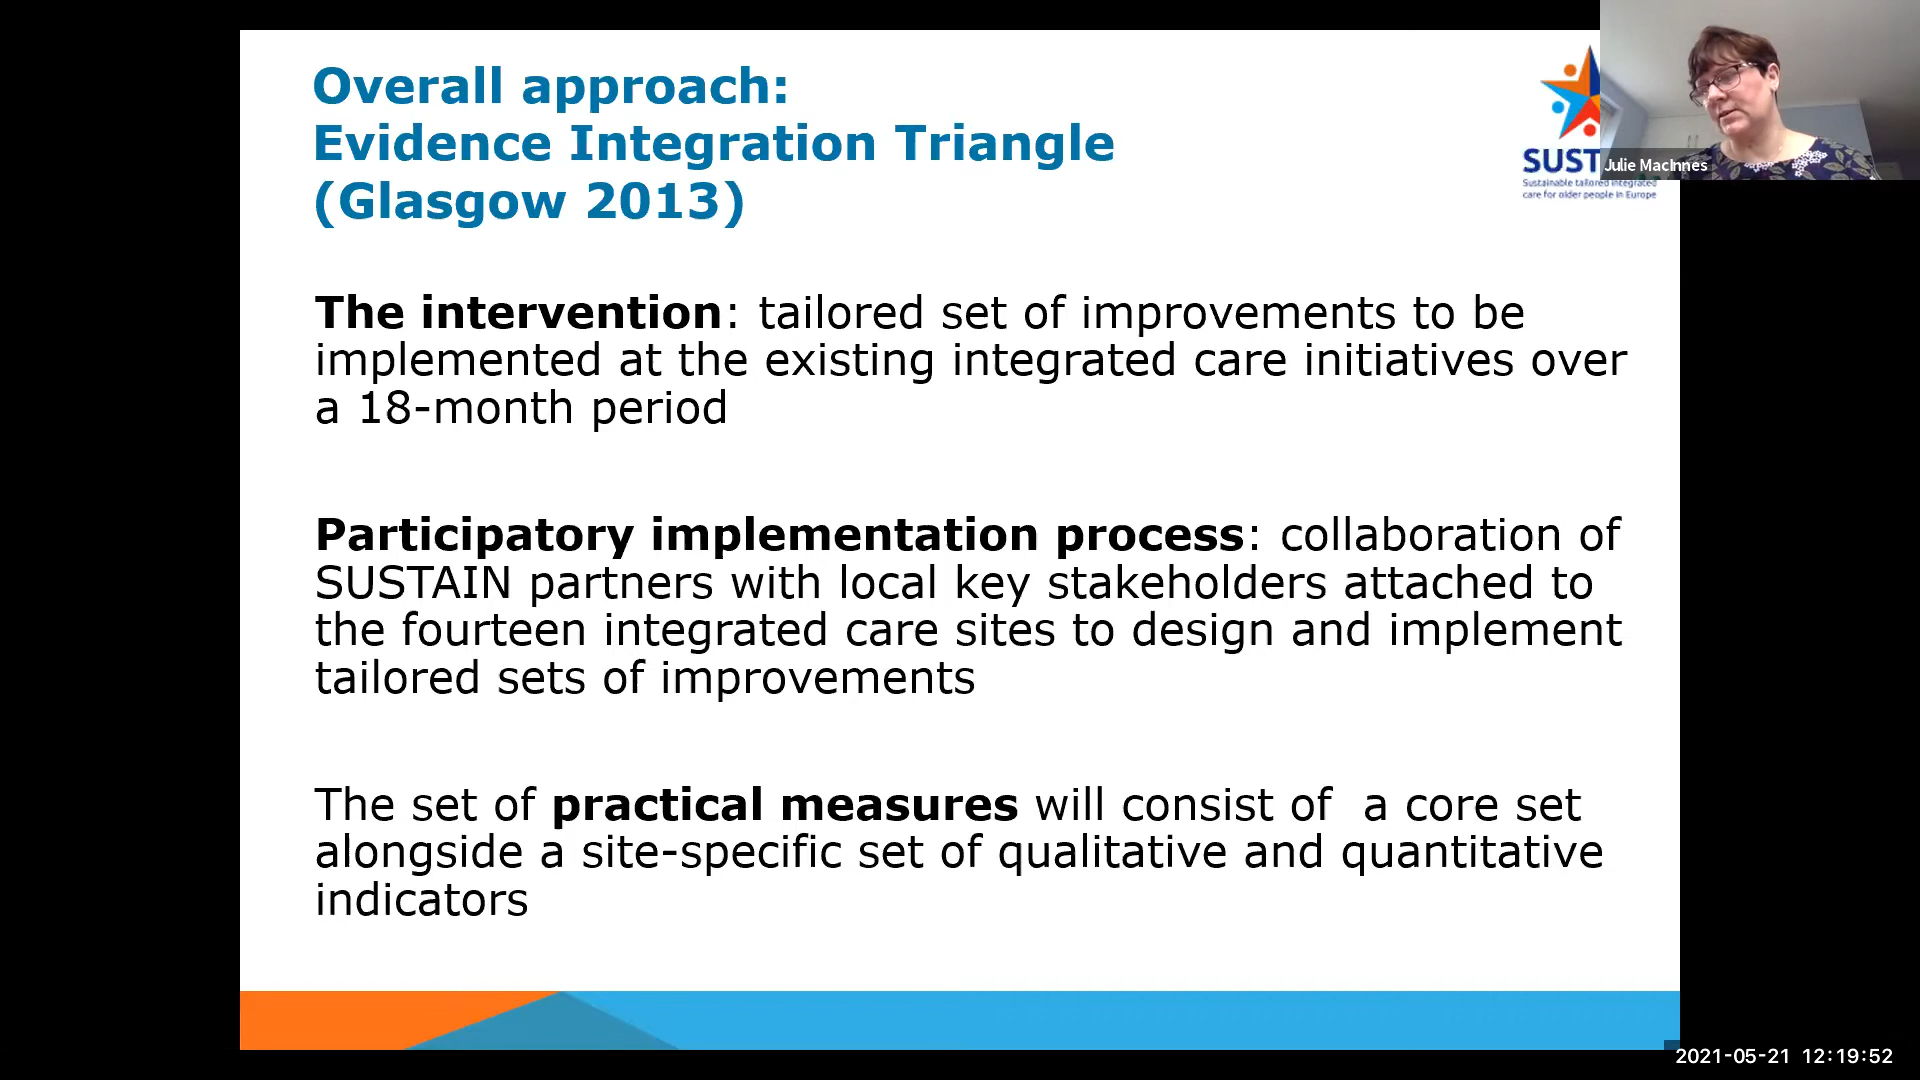 Overall approach:
Evidence Integration Triangle
(Glasgow 2013)
SUST
Sustainable tailored integrated
care for older people in Europe
Julie MacInnes
The intervention: tailored set of improvements to be
implemented at the existing integrated care initiatives over
a 18-month period
Participatory implementation process: collaboration of
SUSTAIN partners with local key stakeholders attached to
the fourteen integrated care sites to design and implement
tailored sets of improvements
The set of practical measures will consist of  a core set
alongside a site-specific set of qualitative and quantitative
indicators
2021-05-21 12:19:52